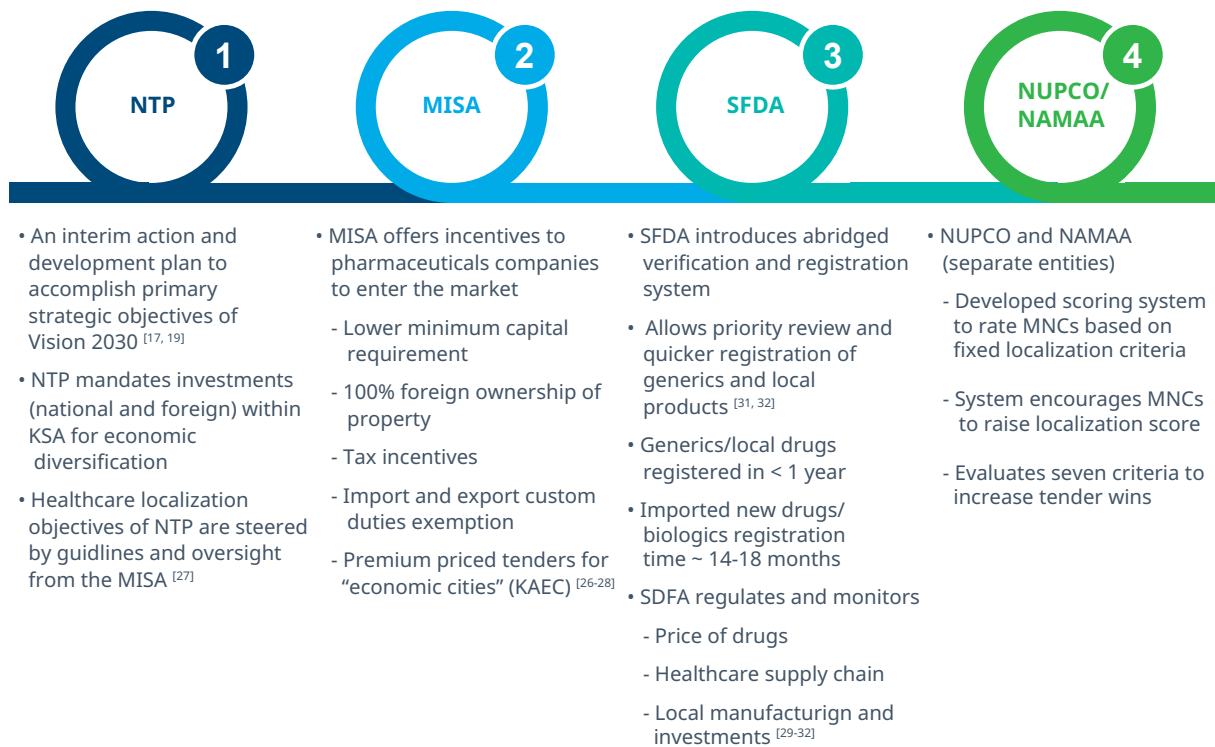 1
NTP
2
MISA
3
SFDA
4
NUPCO/
NAMAA
• An interim action and
development plan to
accomplish primary
strategic objectives of
Vision 2030 [17, 19]
• NTP mandates investments
(national and foreign) within
KSA for economic
diversification
• Healthcare localization
objectives of NTP are steered
by guidlines and oversight
from the MISA [27]
• MISA offers incentives to
pharmaceuticals companies
to enter the market
- Lower minimum capital
requirement
- 100% foreign ownership of
property
- Tax incentives
- Import and export custom
duties exemption
- Premium priced tenders for
“economic cities” (KAEC) [26-28]
• SFDA introduces abridged
verification and registration
system
• Allows priority review and
quicker registration of
generics and local
products [31, 32]
• Generics/local drugs
registered in < 1 year
• Imported new drugs/
biologics registration
time ~ 14-18 months
• SDFA regulates and monitors
- Price of drugs
- Healthcare supply chain
- Local manufacturign and
investments [29-32]
• NUPCO and NAMAA
(separate entities)
- Developed scoring system
to rate MNCs based on
fixed localization criteria
- System encourages MNCs
to raise localization score
- Evaluates seven criteria to
increase tender wins